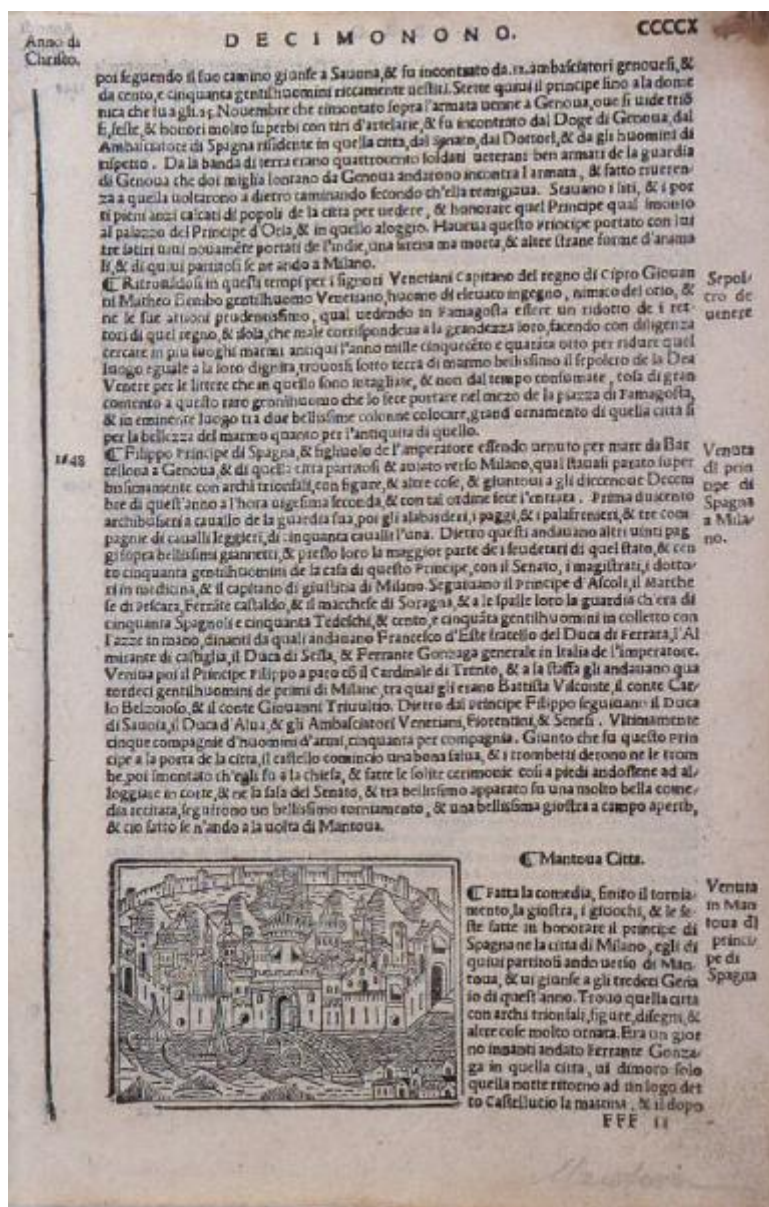 Anno di
Christo.
DECIMONONO.
CCCCX
poi seguendo il suo camino giunse a Sauona, & fu incontrato da .12. ambasciatori genouesi, &
da cento, e cinquanta gentilhuomini riccamente uestiti. Stette quiui il principe sino a la dome
nica che fu a gli .25. Nouembre che rimontato sopra l'armata uenne a Genoua, oue si uide trió
fi, feste, & honori molto superbi con tiri d'artelarie, & fu incontrato dal Doge di Genoua, dal
Ambasciatore di Spagna risidente in quella citta, dal senato, dai Dottori, & da gli huomini di
rispetto. Da la banda di terra erano quattrocento soldati ueterani ben armati de la guardia
di Genoua che doi miglia lontano da Genoua andarono incontra l'armata, & fatto riueren-
za a quella uoltarono a dietro caminando secondo ch'ella remigiaua. Stauano i liti, & i por
ti pieni anzi calcati di popoli de la citta per uedere, & honorare quel Principe qual smonto
al palazzo del Principe d'Oria, & in quello aloggio. Haueua questo Principe portato con lui
tre satiri uiui nouaméte portati de l'indie, una sirena ma morta, & altre strane forme d'anima
li, & di quiui partitosi se ne ando a Milano.
¶ Ritrouádosi in questi tempi per i signori Venetiani Capitano del regno di Cipro Giouan
ni Matheo Bembo gentilhuomo Venetiano, huomo di eleuato ingegno, nimico del otio, &
ne le sue attioni prudentissimo, qual uedendo in Famagosta essere un ridotto de i ret-
tori di quel regno, & isola, che male corrispondeua a la grandezza loro, facendo con diligenza
cercare in piu luoghi marmi antiqui l'anno mille cinquecéto e quaráta otto per ridure quel
luogo eguale a la loro dignita, trouosi sotto terra di marmo bellissimo il sepolcro de la Dea
Venere per le littere che in quello sono intagliate, & non dal tempo consumate, cosa di gran
contento a questo raro gentilhuomo che lo fece portare nel mezo de la piazza di Famagosta,
& in eminente luogo tra due bellissime colonne colocare, grand ornamento di quella citta si
per la bellezza del marmo quanto per l'antiquita di quello.
Sepol-
cro de
uenere
1548
¶ Filippo Principe di Spagna, & figliuolo de l'imperatore essendo uenuto per mare da Bar
cellona a Genoua, & di quella citta partitosi & auiato uerso Milano, qual stauasi parato super
bissimamente con archi trionfali, con figure, & altre cose, & giuntoui a gli diecenoue Decem
bre di quest'anno a l'hora uigesima seconda, & con tal ordine fece l'entrata. Prima duicento
archibusieri a cauallo de la guardia sua, poi gli alabardieri, i paggi, & i palafrenieri, & tre com
pagnie di caualli leggieri, di cinquanta caualli l'una. Dietro questi andauano altri uinti pag
gi sopra bellissimi giannetti, & presso loro la maggior parte de i feudetari di quel stato, & cen
to cinquanta gentilhuomini de la casa di questo Principe, con il Senato, i magistrati, i dotto-
ri in medicina, & il capitano di giustitia di Milano. Seguitauano il Principe d'Ascoli, il Marche
se di Pescara, Ferrate castaldo, & il marchese di Soragna, & a le spalle loro la guardia ch'era di
cinquanta Spagnoli e cinquanta Tedeschi, & cento, e cinquáta gentilhuomini in colletto con
l'azze in mano, dinanti da quali andauano Francesco d'Este fratello del Duca di Ferrara, l'Al
mirante di castiglia, il Duca di Sessa, & Ferrante Gonzaga generale in Italia de l'imperatore.
Veniua poi il Principe Filippo a paro có il Cardinale di Trento, & a la staffa gli andauano qua
tordeci gentilhuomini de primi di Milano, tra quai gli erano Battista Visconte, il conte Car
lo Belzoioso, & il conte Giouanni Triuultio. Dietro dal principe Filippo seguiuano il Duca
di Sauoia, il Duca d'Alua, & gli Ambasciatori Venetiani, Fiorentini, & Senesi. Vltimamente
cinque compagnie d'huomini d'armi, cinquanta per compagnia. Giunto che fu questo Prin
cipe a la porta de la citta, il castello comincio una bona salua, & i trombetti derono ne le trom
be, poi smontato ch'egli fu a la chiesa, & fatte le solite cerimonie cosi a piedi andossene ad al-
loggiare in corte, & ne la sala del Senato, & tra bellissimo apparato fu una molto bella come-
dia recitata, seguirono un bellissimo torniamento, & una bellissima giostra a campo aperto,
& cio fatto se n'ando a la uolta di Mantoua.
Venuta
di prin
cipe di
Spagna
a Mila-
no.
¶ Mantoua Citta.
¶ Fatta la comedia, finito il tornia-
mento, la giostra, i giuochi, & le fe-
ste fatte in honorare il principe di
Spagna ne la citta di Milano, egli di
quiui partitosi ando uerso di Man-
toua, & ui giunse a gli tredeci Gena
io di quest'anno. Trouo quella citta
con archi trionfali, figure, disegni, &
altre cose molto ornata. Era un gior
no innanti andato Ferrante Gonza-
ga in quella citta, ui dimoro solo
quella notte ritorno ad un logo det
to Castellucio la matina, & il dopo
Venuta
in Man
toua di
princi-
pe di
Spagna
FFF ii